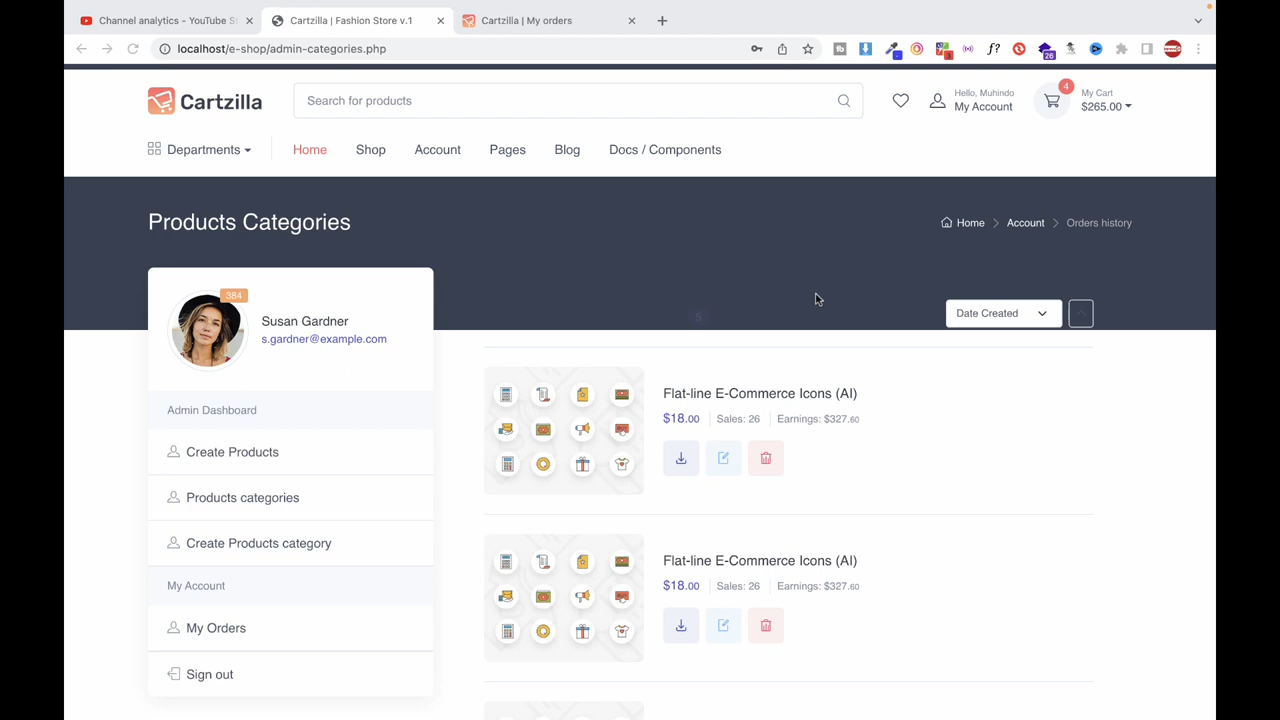 Channel analytics - YouTube S
Cartzilla | Fashion Store v.1
Cartzilla | My orders
localhost/e-shop/admin-categories.php
f?
3
26
Cartzilla
Search for products
Hello, Muhindo
My Account
4
My Cart
$265.00
Departments
Home
Shop
Account
Pages
Blog
Docs / Components
Products Categories
Home
Account
Orders history
384
Susan Gardner
s.gardner@example.com
5
Date Created
Admin Dashboard
Create Products
Products categories
Create Products category
My Account
My Orders
Sign out
Flat-line E-Commerce Icons (AI)
$18.00 Sales: 26 Earnings: $327.60
Flat-line E-Commerce Icons (AI)
$18.00 Sales: 26 Earnings: $327.60